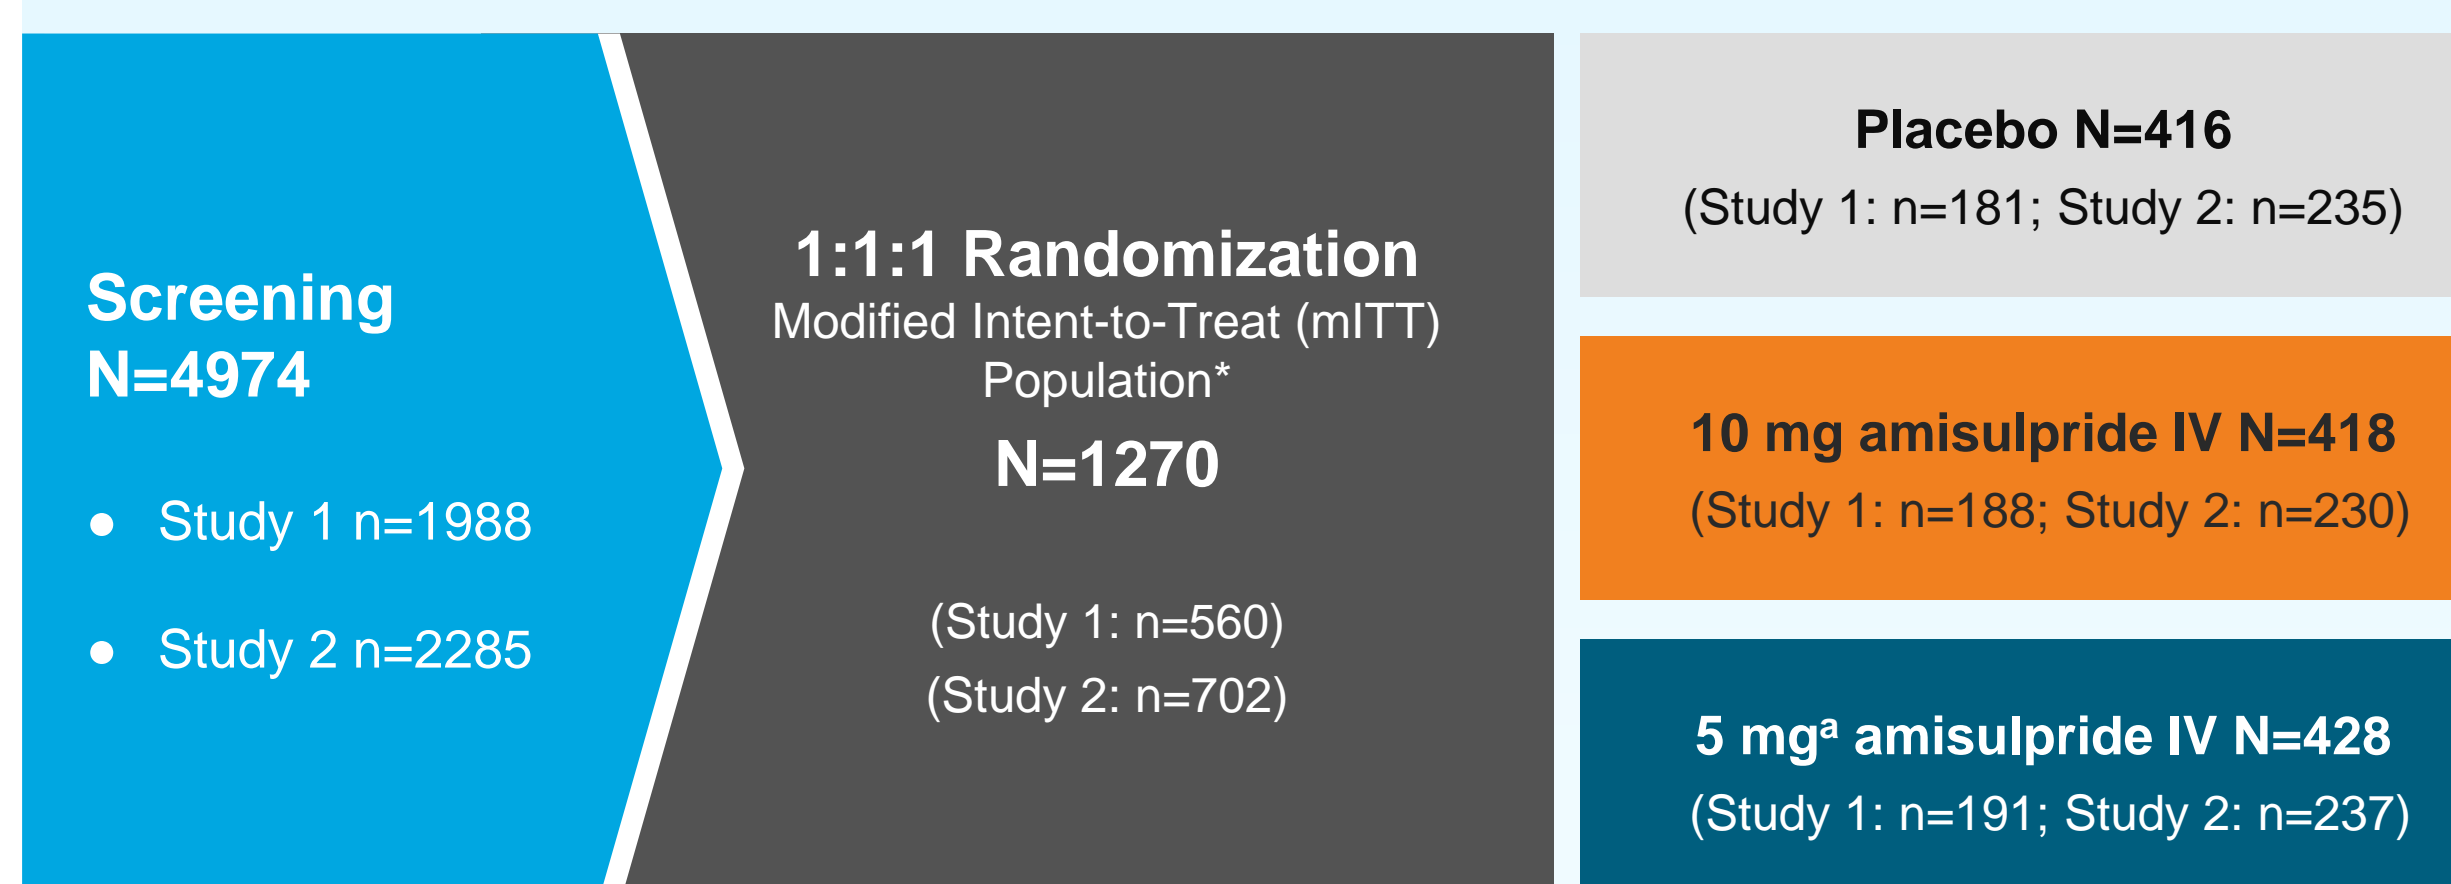 Screening
N=4974
● Study 1 n=1988
● Study 2 n=2285
1:1:1 Randomization
Modified Intent-to-Treat (mITT)
Population*
N=1270
(Study 1: n=560)
(Study 2: n=702)
Placebo N=416
(Study 1: n=181; Study 2: n=235)
10 mg amisulpride IV N=418
(Study 1: n=188; Study 2: n=230)
5 mgᵃ amisulpride IV N=428
(Study 1: n=191; Study 2: n=237)